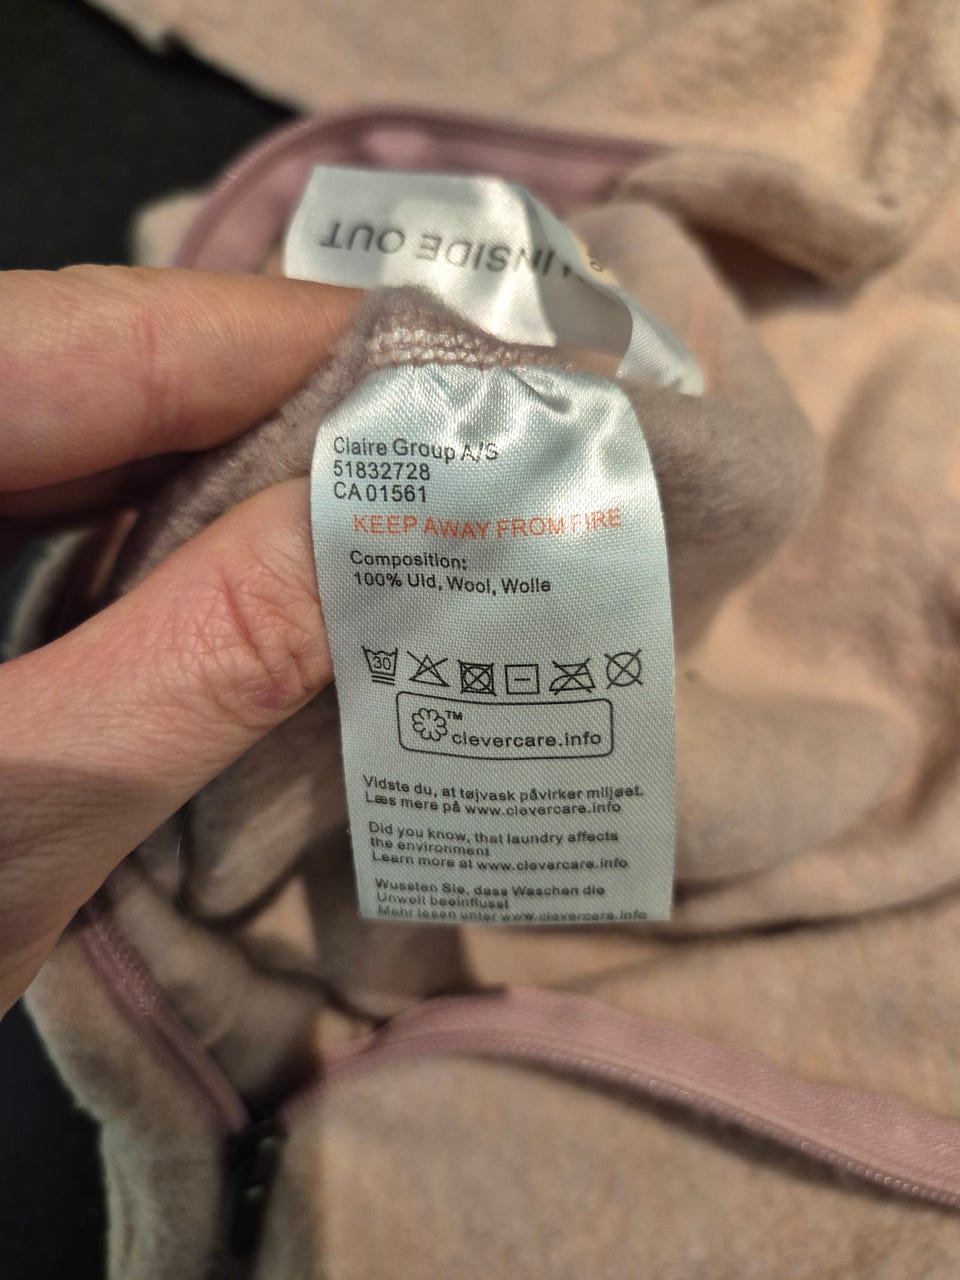 INSIDE OUT
Claire Group A/S
51832728
CA 01561
KEEP AWAY FROM FIRE
Composition:
100% Uld, Wool, Wolle
30
™
clevercare.info
Vidste du, at tøjvask påvirker miljøet.
Læs mere på www.clevercare.info
Did you know, that laundry affects
the environment
Learn more at www.clevercare.info
Wussten Sie, dass Waschen die
Umwelt beeinflusst
Mehr lesen unter www.clevercare.info